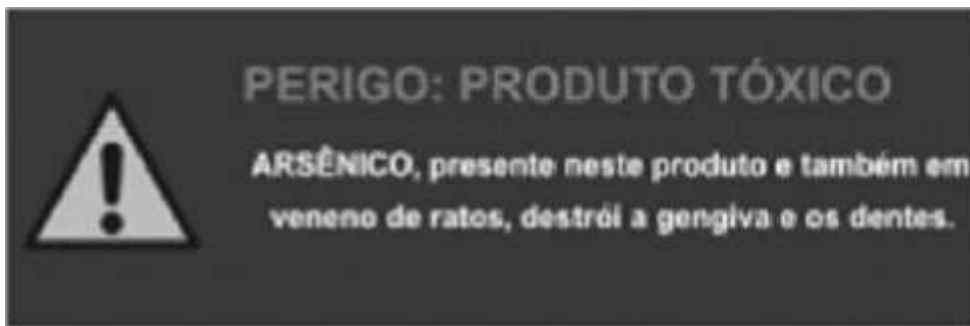 PERIGO: PRODUTO TÓXICO
ARSÊNICO, presente neste produto e também em
veneno de ratos, destrói a gengiva e os dentes.